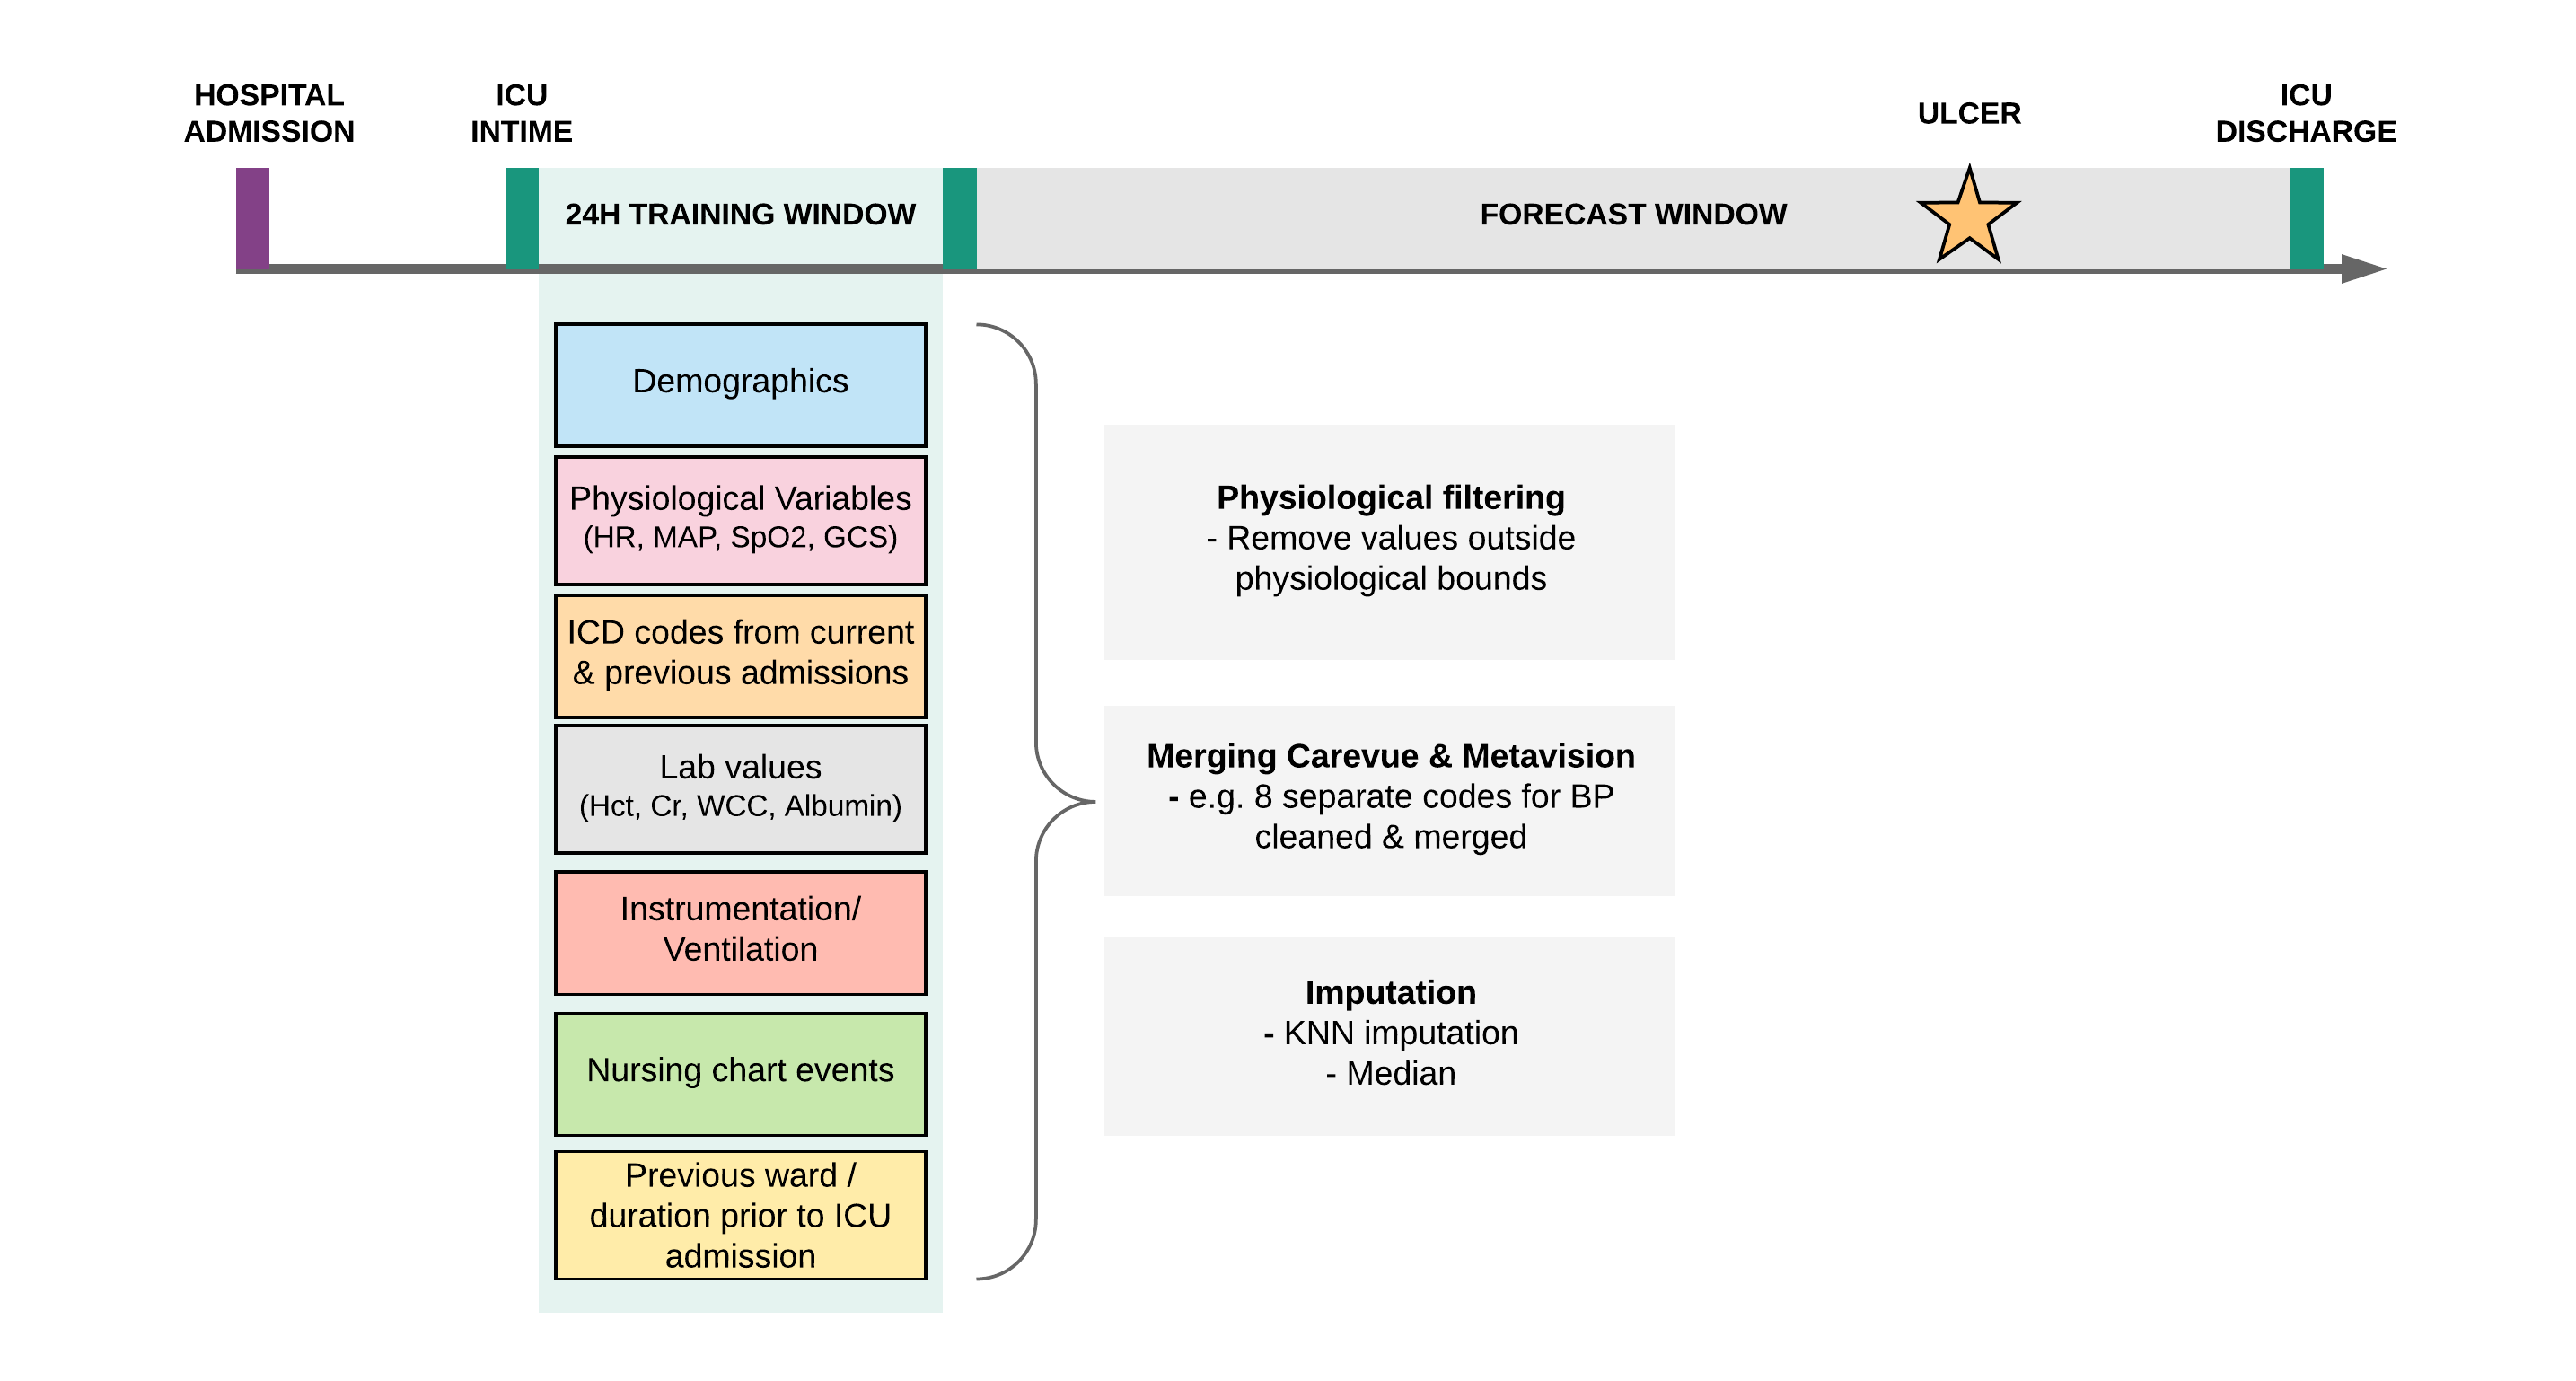 HOSPITAL
ADMISSION
ICU
INTIME
ULCER
ICU
DISCHARGE
24H TRAINING WINDOW
FORECAST WINDOW
Demographics
Physiological Variables
(HR, MAP, SpO2, GCS)
ICD codes from current
& previous admissions
Lab values
(Hct, Cr, WCC, Albumin)
Instrumentation/
Ventilation
Nursing chart events
Previous ward /
duration prior to ICU
admission
Physiological filtering
- Remove values outside
physiological bounds
Merging Carevue & Metavision
- e.g. 8 separate codes for BP
cleaned & merged
Imputation
- KNN imputation
- Median